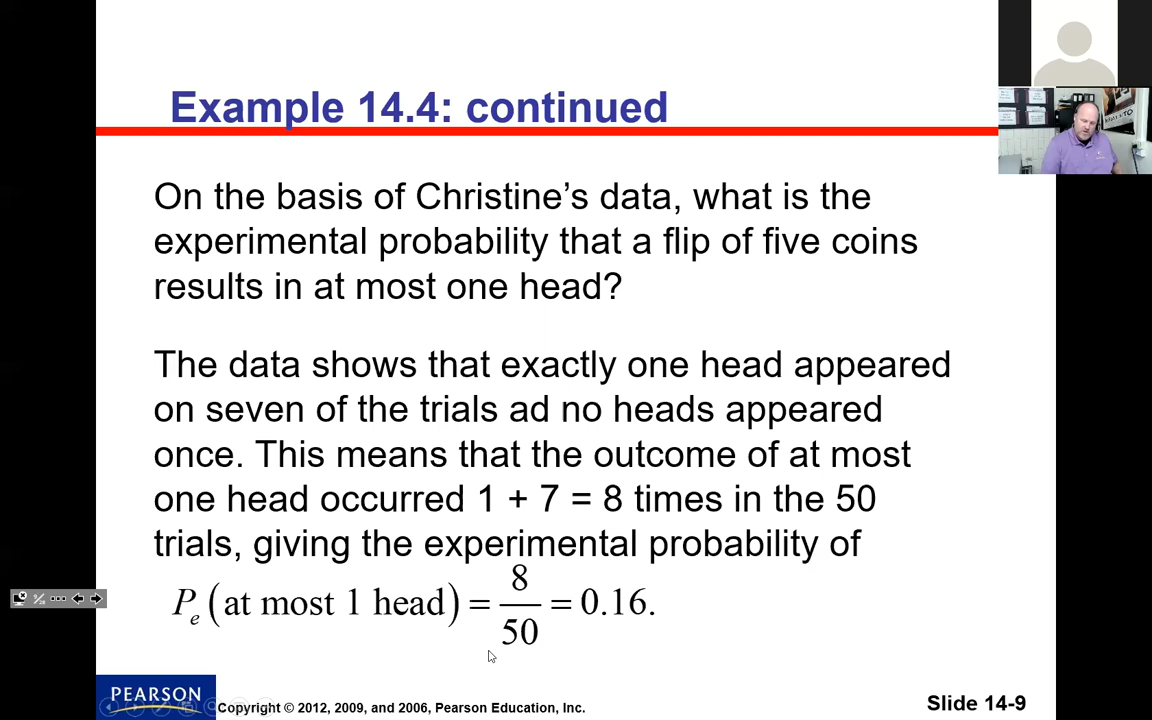 Example 14.4: continued
On the basis of Christine's data, what is the
experimental probability that a flip of five coins
results in at most one head?
The data shows that exactly one head appeared
on seven of the trials ad no heads appeared
once. This means that the outcome of at most
one head occurred 1 + 7 = 8 times in the 50
trials, giving the experimental probability of
P_e (at most 1 head) = 8/50 = 0.16.
PEARSON
Copyright © 2012, 2009, and 2006, Pearson Education, Inc.
Slide 14-9